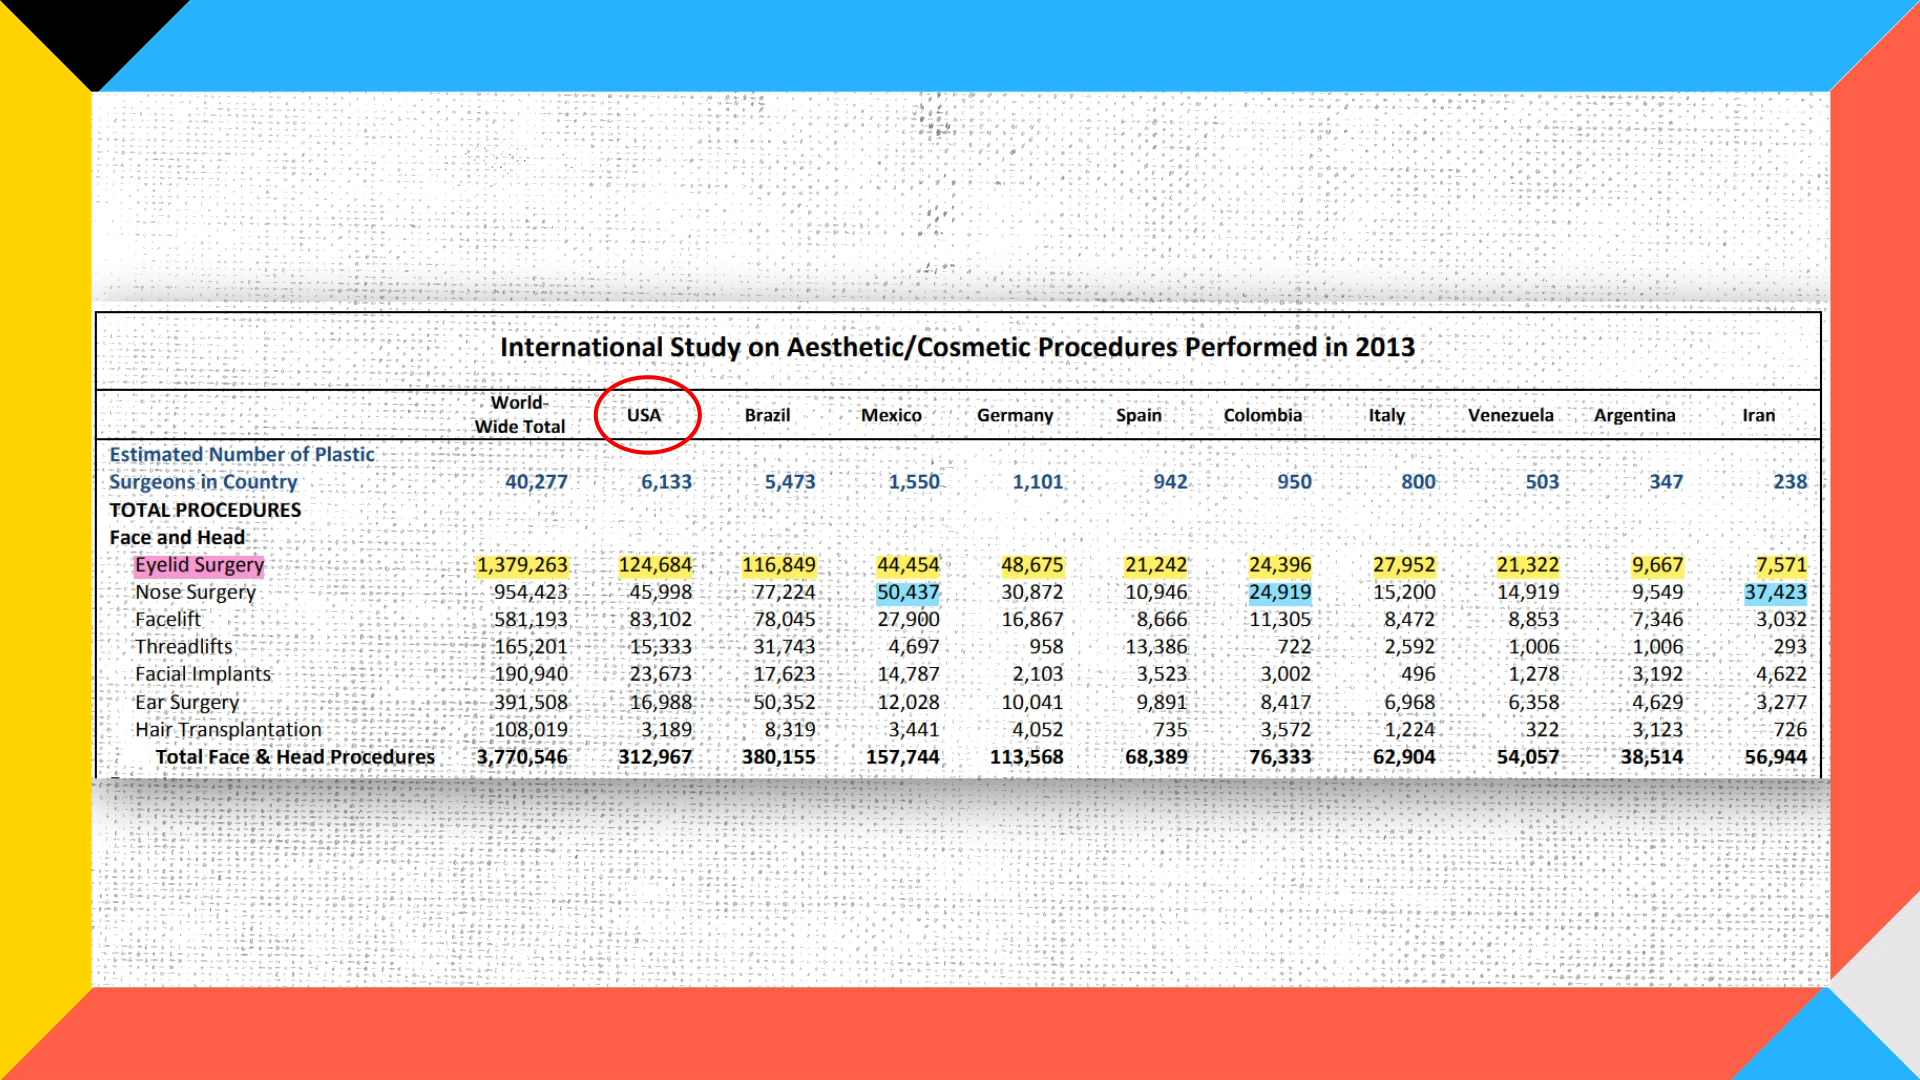 International Study on Aesthetic/Cosmetic Procedures Performed in 2013
World-Wide Total USA Brazil Mexico Germany Spain Colombia Italy Venezuela Argentina Iran
Estimated Number of Plastic
Surgeons in Country 40,277 6,133 5,473 1,550 1,101 942 950 800 503 347 238
TOTAL PROCEDURES
Face and Head
Eyelid Surgery 1,379,263 124,684 116,849 44,454 48,675 21,242 24,396 27,952 21,322 9,667 7,571
Nose Surgery 954,423 45,998 77,224 50,437 30,872 10,946 24,919 15,200 14,919 9,549 37,423
Facelift 581,193 83,102 78,045 27,900 16,867 8,666 11,305 8,472 8,853 7,346 3,032
Threadlifts 165,201 15,333 31,743 4,697 958 13,386 722 2,592 1,006 1,006 293
Facial Implants 190,940 23,673 17,623 14,787 2,103 3,523 3,002 496 1,278 3,192 4,622
Ear Surgery 391,508 16,988 50,352 12,028 10,041 9,891 8,417 6,968 6,358 4,629 3,277
Hair Transplantation 108,019 3,189 8,319 3,441 4,052 735 3,572 1,224 322 3,123 726
Total Face & Head Procedures 3,770,546 312,967 380,155 157,744 113,568 68,389 76,333 62,904 54,057 38,514 56,944